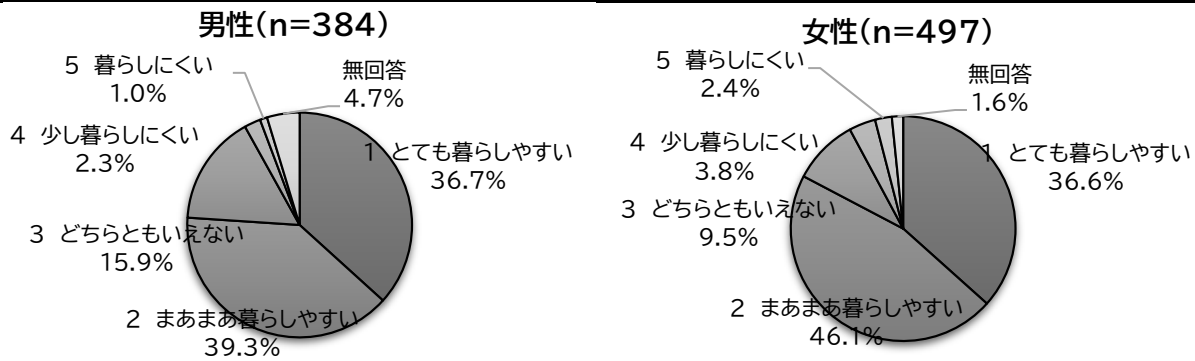 男性(n=384)
5 暮らしにくい
1.0%
無回答
4.7%
4 少し暮らしにくい
2.3%
1 とても暮らしやすい
36.7%
3 どちらともいえない
15.9%
2 まあまあ暮らしやすい
39.3%
女性(n=497)
5 暮らしにくい
2.4%
無回答
1.6%
4 少し暮らしにくい
3.8%
1 とても暮らしやすい
36.6%
3 どちらともいえない
9.5%
2 まあまあ暮らしやすい
46.1%